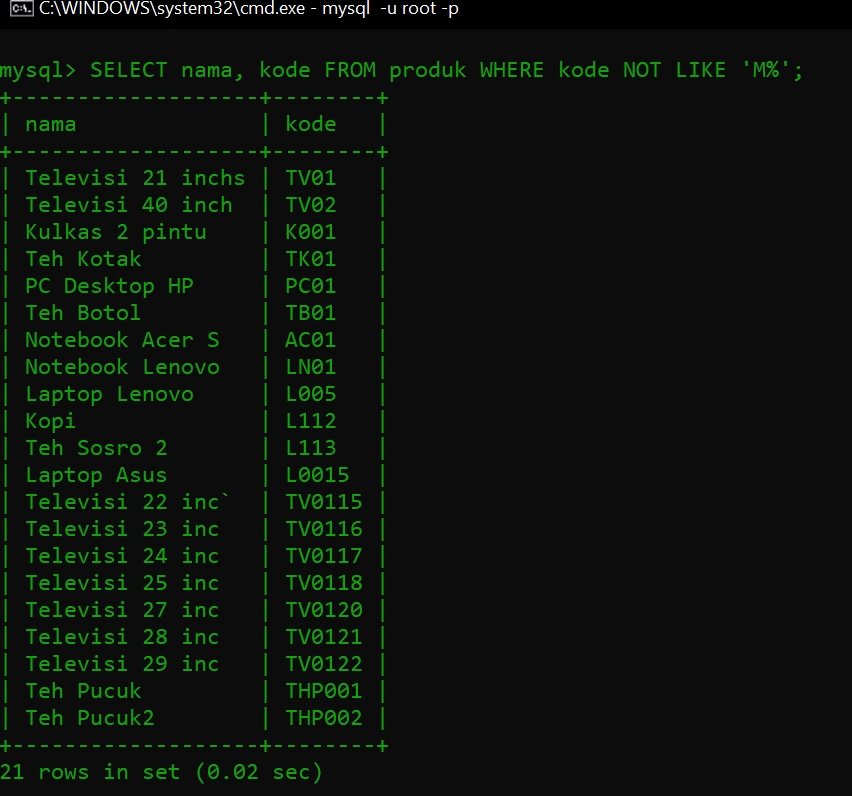 C:\WINDOWS\system32\cmd.exe - mysql  -u root -p
mysql> SELECT nama, kode FROM produk WHERE kode NOT LIKE 'M%';
+-------------------+--------+
| nama              | kode   |
+-------------------+--------+
| Televisi 21 inchs | TV01   |
| Televisi 40 inch  | TV02   |
| Kulkas 2 pintu    | K001   |
| Teh Kotak         | TK01   |
| PC Desktop HP     | PC01   |
| Teh Botol         | TB01   |
| Notebook Acer S   | AC01   |
| Notebook Lenovo   | LN01   |
| Laptop Lenovo     | L005   |
| Kopi              | L112   |
| Teh Sosro 2       | L113   |
| Laptop Asus       | L0015  |
| Televisi 22 inc`  | TV0115 |
| Televisi 23 inc   | TV0116 |
| Televisi 24 inc   | TV0117 |
| Televisi 25 inc   | TV0118 |
| Televisi 27 inc   | TV0120 |
| Televisi 28 inc   | TV0121 |
| Televisi 29 inc   | TV0122 |
| Teh Pucuk         | THP001 |
| Teh Pucuk2        | THP002 |
+-------------------+--------+
21 rows in set (0.02 sec)